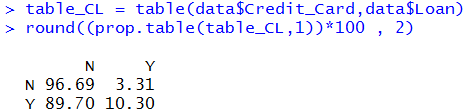 > table_CL = table(data$Credit_Card,data$Loan)
> round((prop.table(table_CL,1))*100 , 2)
N Y
N 96.69 3.31
Y 89.70 10.30